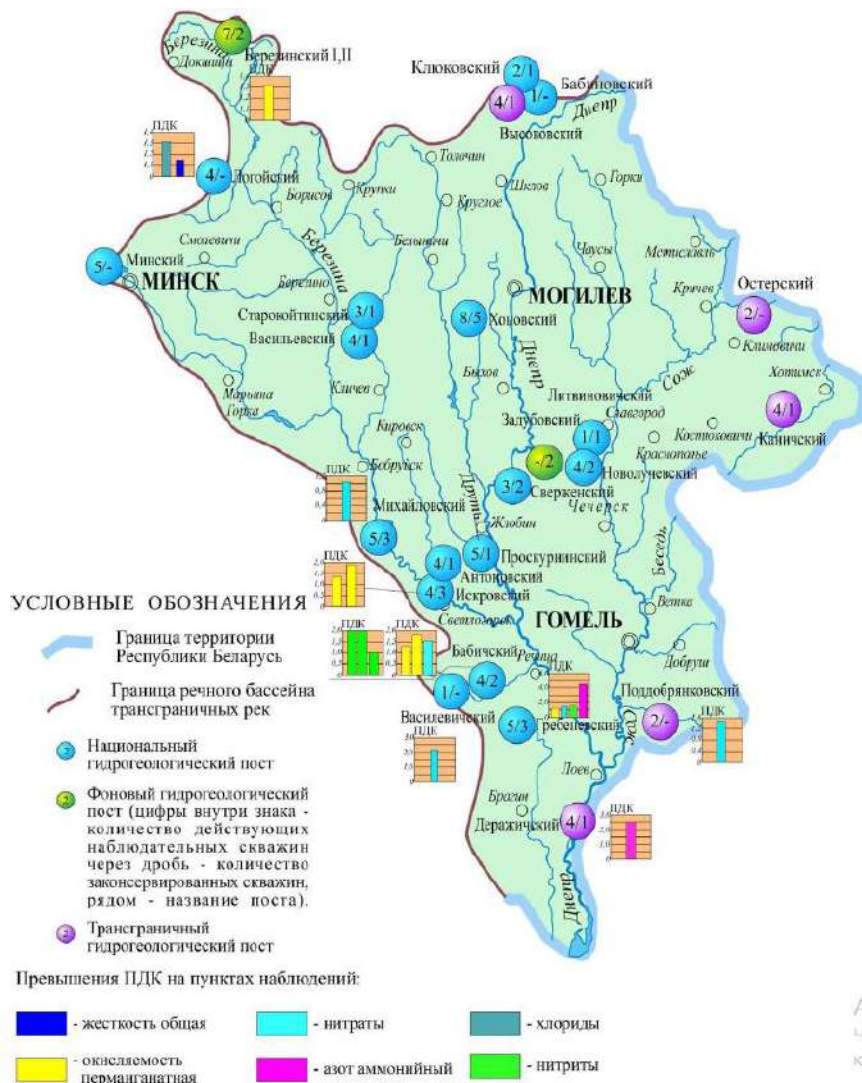 Березина
7/2
Докшицы
Березинский I,II
ПДК
Клюковский
2/1
Бабиновский
4/1
1/-
Днепр
Высоковский
ПДК
4/-
Логойский
Толочин
Борисов
Крупки
Круглое
Шклов
Горки
5/-
Минский
МИНСК
Смолевичи
Березина
Белыничи
Чаусы
Мстиславль
Березино
Старокойтинский
3/1
Васильевский
4/1
8/5
Хоновский
МОГИЛЕВ
Кричев
Остерский
2/-
Климовичи
Днепр
Сож
Хотимск
Марьина
Горка
Кличев
Быхов
Литвиновичский
Задубовский
Славгород
1/1
4/1
Каничский
Костюковичи
Краснополье
Кировск
Бобруйск
ПДК
-/2
4/2
Новолучевский
3/2
Сверженский
Чечерск
Михайловский
5/3
Друть
Жлобин
5/1
Проскурнинский
Беседь
4/1
Антоновский
ПДК
4/3
Искровский
Светлогорск
Ветка
ГОМЕЛЬ
Добруш
ПДК
ПДК
Бабичский
Речица
4/2
1/-
Василевичский
ПДК
Поддобрянковский
2/-
ПДК
5/3
Гребеневский
Сож
ПДК
Лоев
Брагин
Деражичский
4/1
ПДК
Днепр
УСЛОВНЫЕ ОБОЗНАЧЕНИЯ
Граница территории
Республики Беларусь
Граница речного бассейна
трансграничных рек
2
Национального
гидрогеологический пост
2
Фоновый гидрогеологический
пост (цифры внутри знака -
количество действующих
наблюдательных скважин
через дробь - количество
законсервированных скважин,
рядом - название поста).
2
Трансграничный
гидрогеологический пост
Превышения ПДК на пунктах наблюдений:
- жесткость общая
- нитраты
- хлориды
- окисляемость
перманганатная
- азот аммонийный
- нитриты